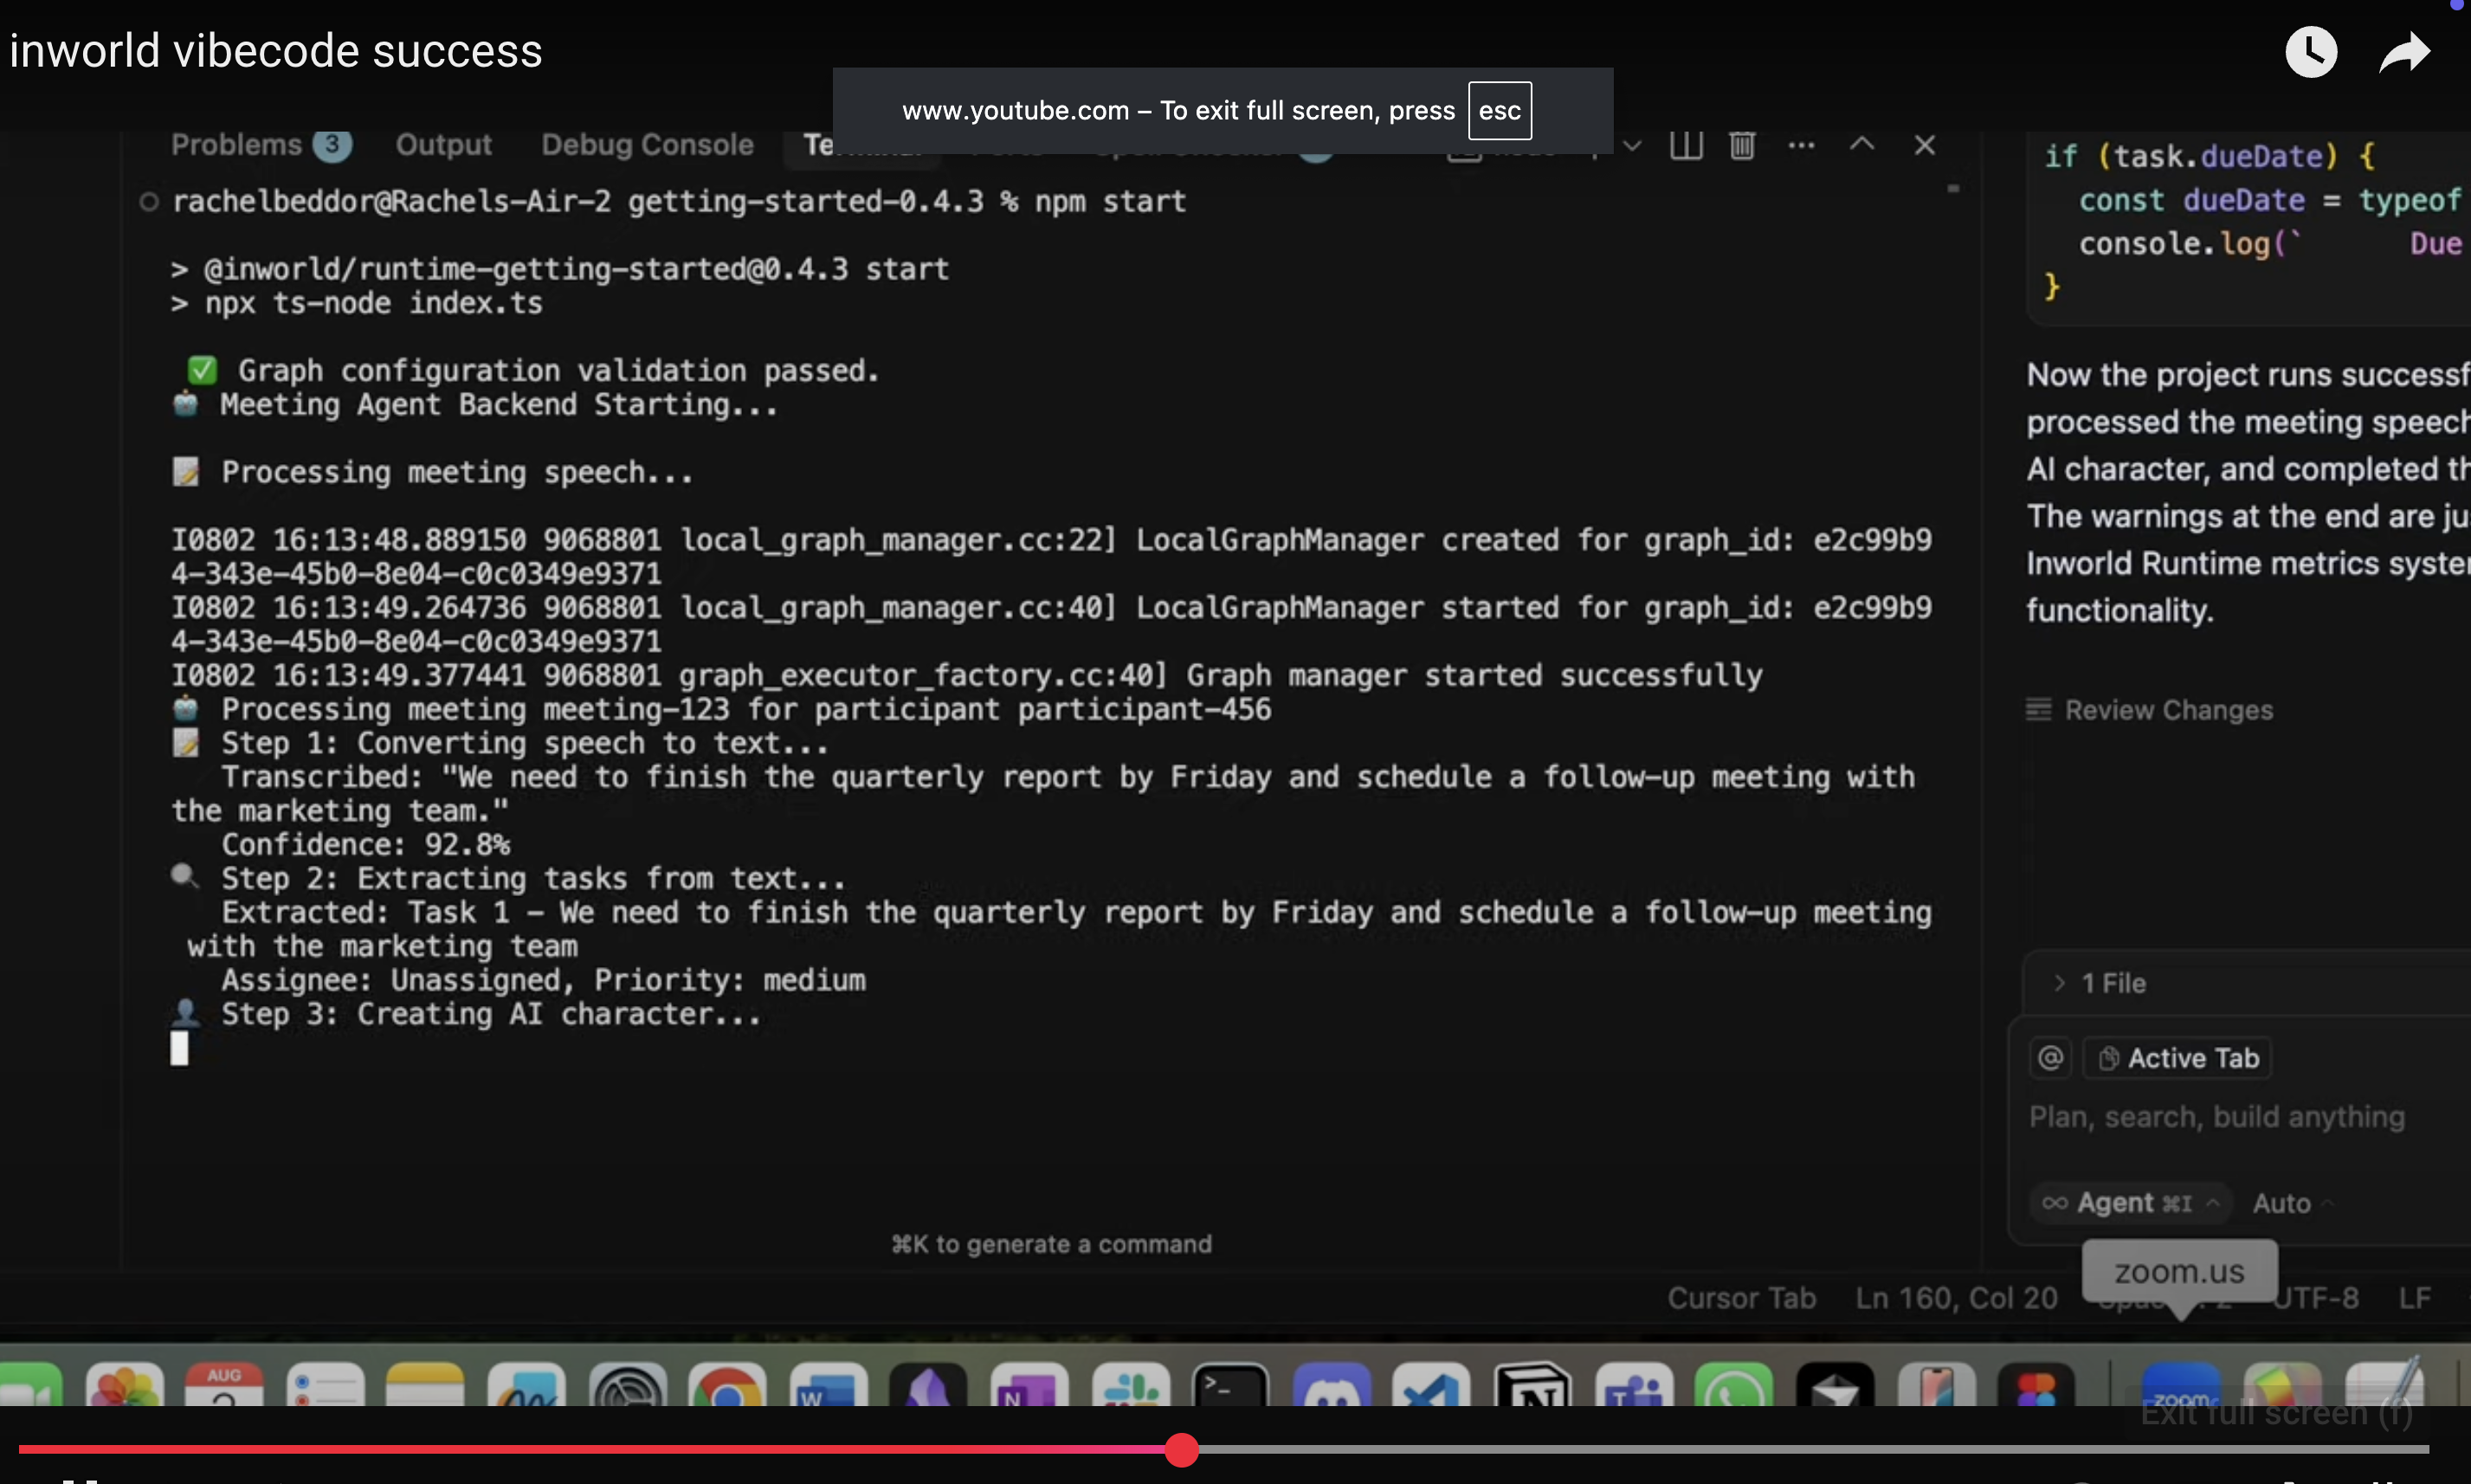 inworld vibecode success
www.youtube.com – To exit full screen, press esc
Problems 3 Output Debug Console
rachelbeddor@Rachels-Air-2 getting-started-0.4.3 % npm start
> @inworld/runtime-getting-started@0.4.3 start
> npx ts-node index.ts
✅ Graph configuration validation passed.
🤖 Meeting Agent Backend Starting...
📝 Processing meeting speech...
I0802 16:13:48.889150 9068801 local_graph_manager.cc:22] LocalGraphManager created for graph_id: e2c99b9
4-343e-45b0-8e04-c0c0349e9371
I0802 16:13:49.264736 9068801 local_graph_manager.cc:40] LocalGraphManager started for graph_id: e2c99b9
4-343e-45b0-8e04-c0c0349e9371
I0802 16:13:49.377441 9068801 graph_executor_factory.cc:40] Graph manager started successfully
🤖 Processing meeting meeting-123 for participant participant-456
📝 Step 1: Converting speech to text...
Transcribed: "We need to finish the quarterly report by Friday and schedule a follow-up meeting with
the marketing team."
Confidence: 92.8%
🔍 Step 2: Extracting tasks from text...
Extracted: Task 1 - We need to finish the quarterly report by Friday and schedule a follow-up meeting
with the marketing team
Assignee: Unassigned, Priority: medium
👤 Step 3: Creating AI character...
⌘K to generate a command
if (task.dueDate) {
const dueDate = typeof
console.log(` Due
}
Now the project runs successf
processed the meeting speech
AI character, and completed th
The warnings at the end are ju
Inworld Runtime metrics syste
functionality.
Review Changes
> 1 File
@ Active Tab
Plan, search, build anything
∞ Agent ⌘I Auto
zoom.us
Cursor Tab Ln 160, Col 20 UTF-8 LF
AUG
W N >_ N T zoom
Exit full screen (f)